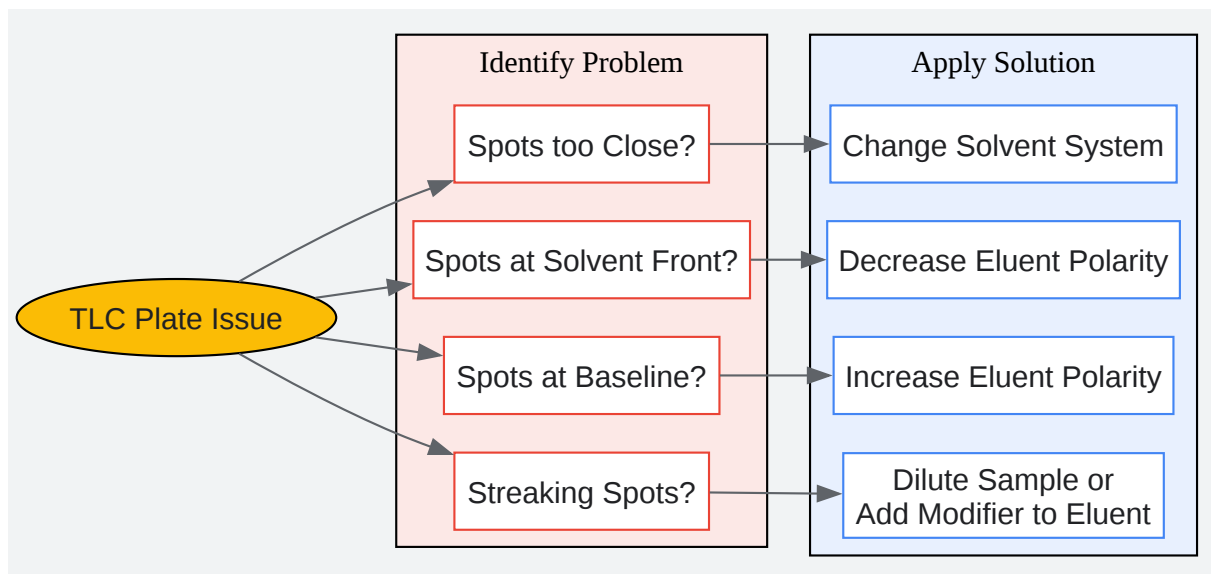 Identify Problem
Apply Solution
Spots too Close?
Change Solvent System
Spots at Solvent Front?
Decrease Eluent Polarity
TLC Plate Issue
Spots at Baseline?
Increase Eluent Polarity
Streaking Spots?
Dilute Sample or
Add Modifier to Eluent